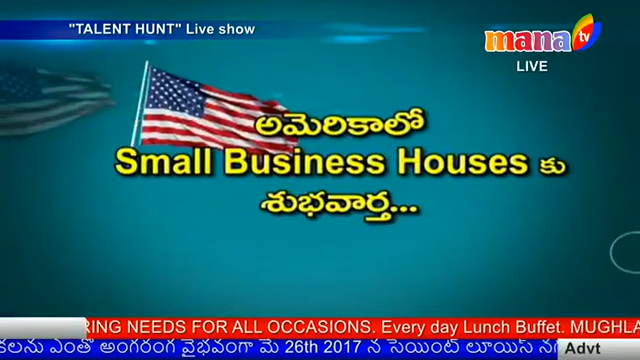 "TALENT HUNT" Live show
mana tv
LIVE
అమెరికాలో
Small Business Houses కు
శుభవార్త...
RING NEEDS FOR ALL OCCASIONS. Every day Lunch Buffet. MUGHLA
కలను ఎంతో అంగరంగ వైభవంగా మే 26th 2017 న సెయింట్ లూయిస్ నగ
Advt